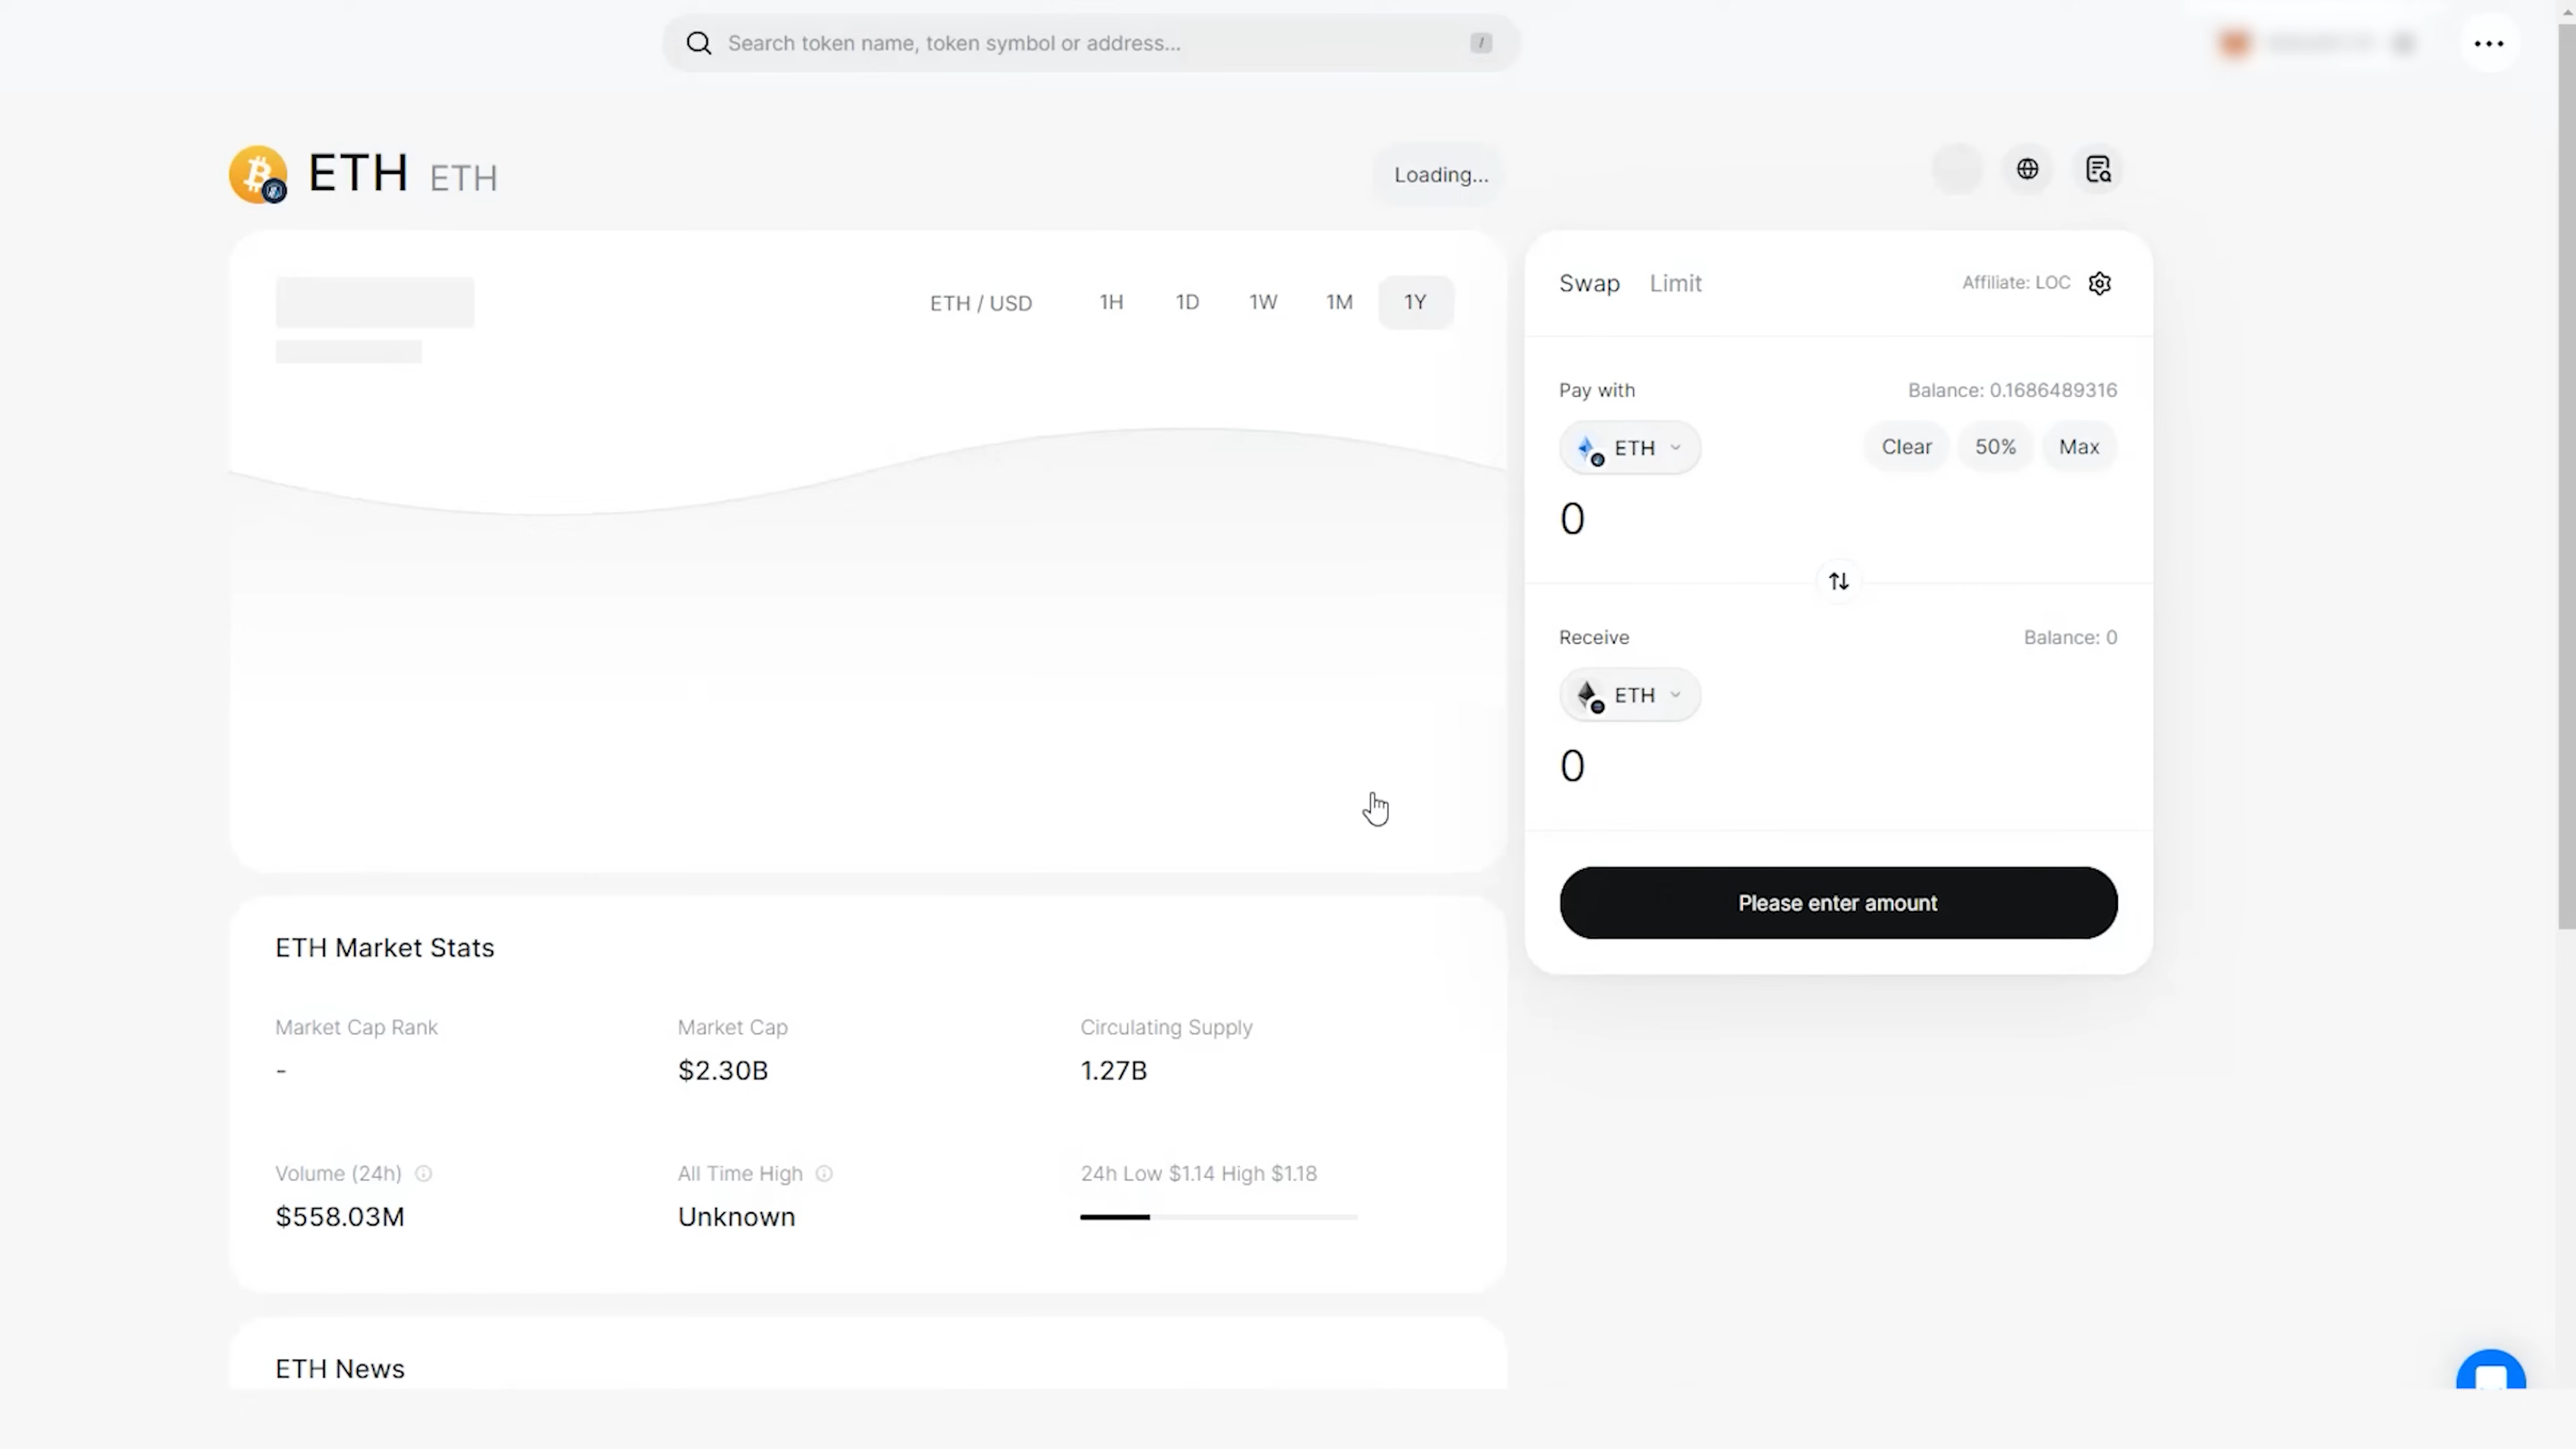 Search token name, token symbol or address...
/
ETH ETH
Loading...
ETH / USD 1H 1D 1W 1M 1Y
Swap Limit Affiliate: LOC
Pay with Balance: 0.1686489316
ETH Clear 50% Max
0
Receive Balance: 0
ETH
0
Please enter amount
ETH Market Stats
Market Cap Rank Market Cap Circulating Supply
- $2.30B 1.27B
Volume (24h) All Time High 24h Low $1.14 High $1.18
$558.03M Unknown
ETH News